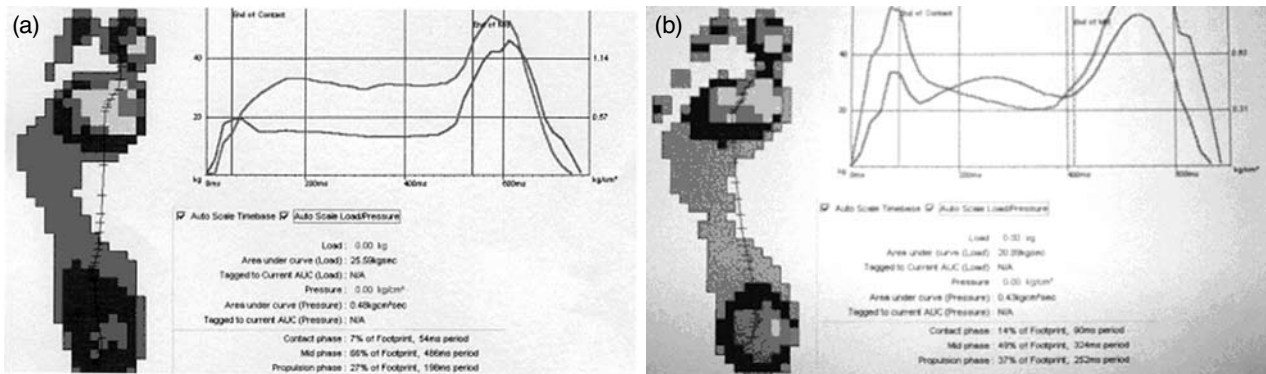 (a)
End of Contact
End of Mid
40
20
kg
0ms
200ms
400ms
600ms
1.14
0.57
kg/cm²
Auto Scale Timebase
Auto Scale Load/Pressure
Load : 0.00 kg
Area under curve (Load) : 25.59kgsec
Tagged to Current AUC (Load) : N/A
Pressure : 0.00 kg/cm²
Area under curve (Pressure) : 0.48kgcm²sec
Tagged to current AUC (Pressure) : N/A
Contact phase : 7% of Footprint, 54ms period
Mid phase : 66% of Footprint, 486ms period
Propulsion phase : 27% of Footprint, 198ms period
(b)
End of Contact
End of Mid
40
20
kg
0ms
200ms
400ms
600ms
0.31
kg/cm²
Auto Scale Timebase
Auto Scale Load/Pressure
Load 0.00 kg
Area under curve (Load) 20.89kgcsec
Tagged to Current AUC (Load) N/A
Pressure 0.00 kg/cm²
Area under curve (Pressure) 0.43kgcm²sec
Tagged to current AUC (Pressure) N/A
Contact phase : 14% of Footprint, 90ms period
Mid phase : 49% of Footprint, 324ms period
Propulsion phase : 37% of Footprint, 252ms period